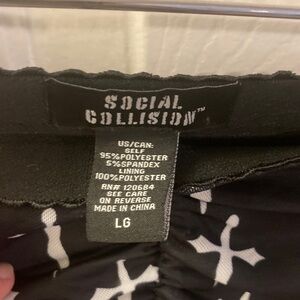 SOCIAL
COLLISION™
US/CAN:
SELF
95%POLYESTER
5%SPANDEX
LINING
100%POLYESTER
RN# 120684
SEE CARE
ON REVERSE
MADE IN CHINA
LG